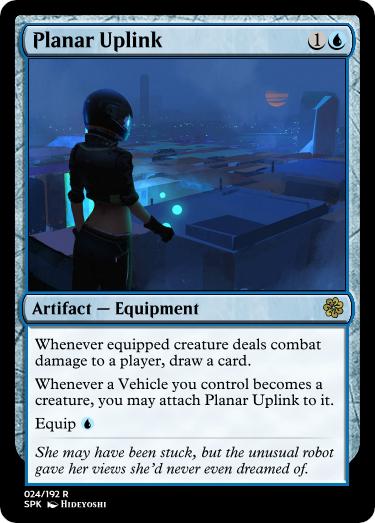 Planar Uplink 1
Artifact — Equipment
Whenever equipped creature deals combat
damage to a player, draw a card.
Whenever a Vehicle you control becomes a
creature, you may attach Planar Uplink to it.
Equip
She may have been stuck, but the unusual robot
gave her views she'd never even dreamed of.
024/192 R
SPK Hideyoshi